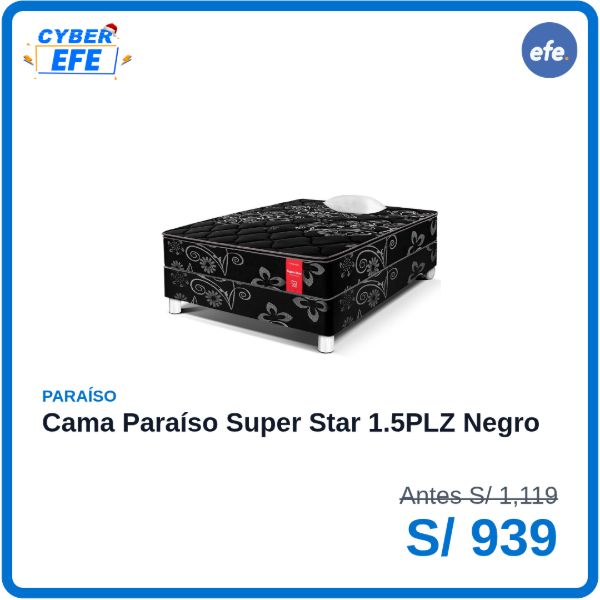 CYBER
EFE
efe.
PARAÍSO
Cama Paraíso Super Star 1.5PLZ Negro
Antes S/ 1,119
S/ 939